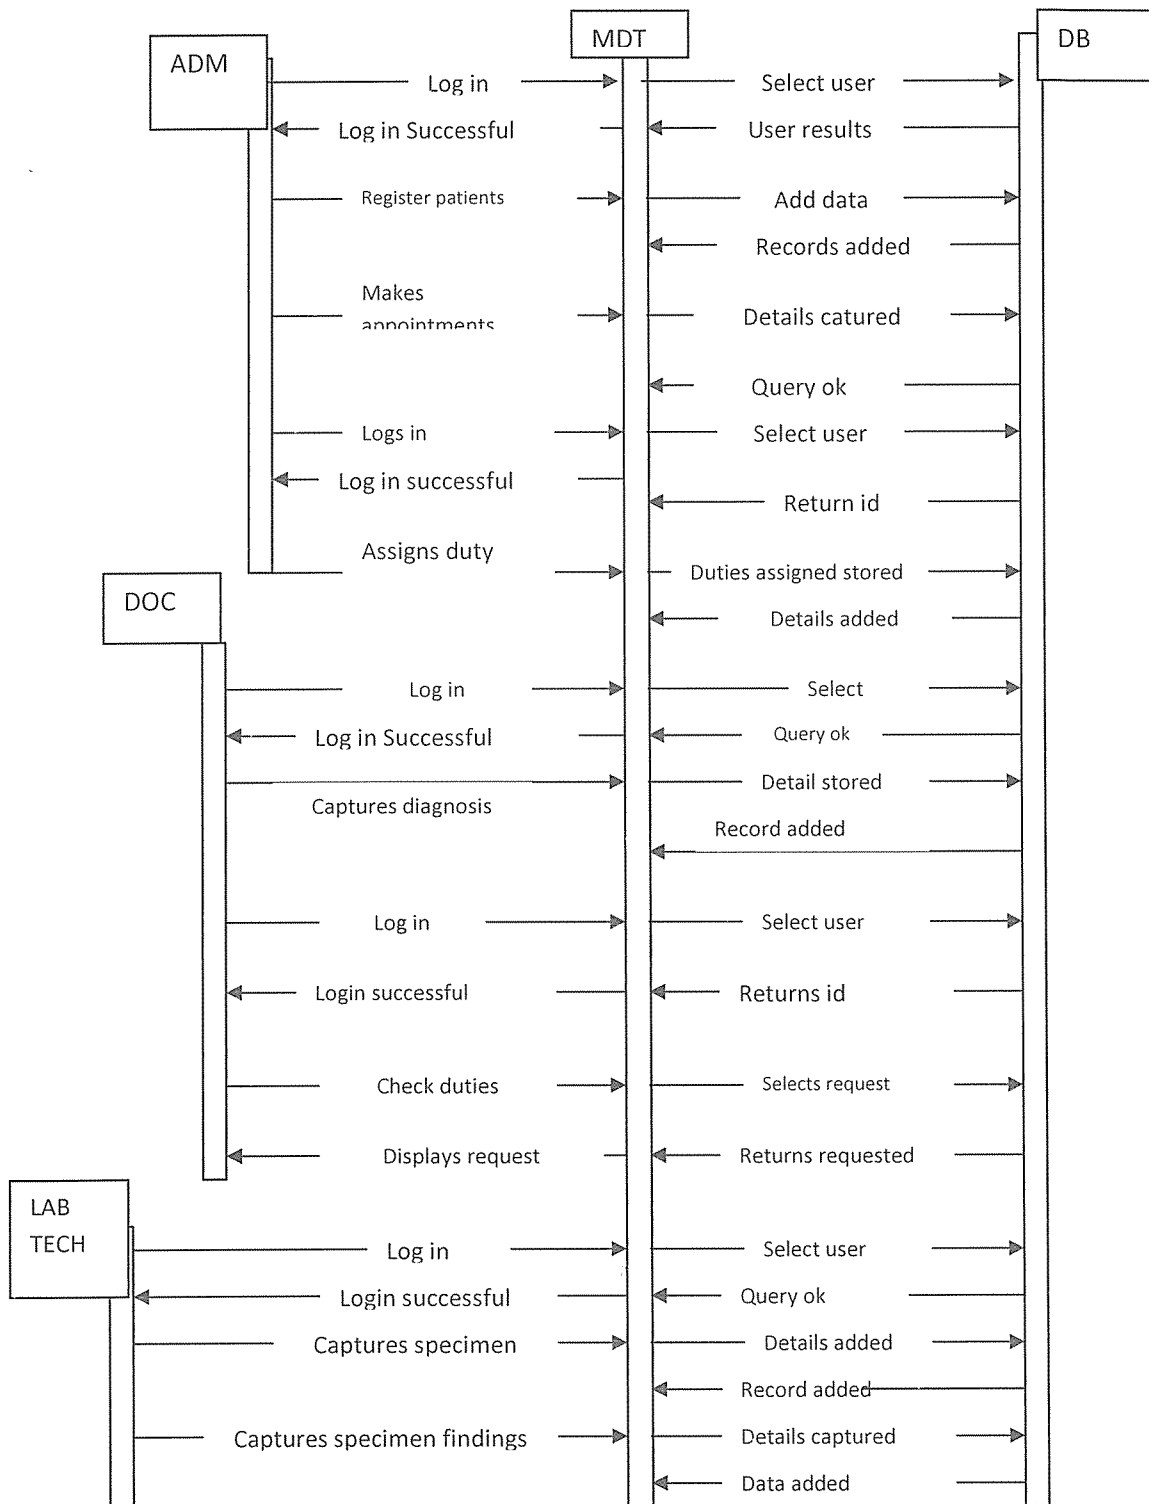 ADM
MDT
DB
Log in
Select user
Log in Successful
User results
Register patients
Add data
Records added
Makes
appointments
Details catured
Query ok
Logs in
Select user
Log in successful
Return id
Assigns duty
Duties assigned stored
DOC
Details added
Log in
Select
Log in Successful
Query ok
Detail stored
Captures diagnosis
Record added
Log in
Select user
Login successful
Returns id
Check duties
Selects request
Displays request
Returns requested
LAB
TECH
Log in
Select user
Login successful
Query ok
Captures specimen
Details added
Record added
Captures specimen findings
Details captured
Data added